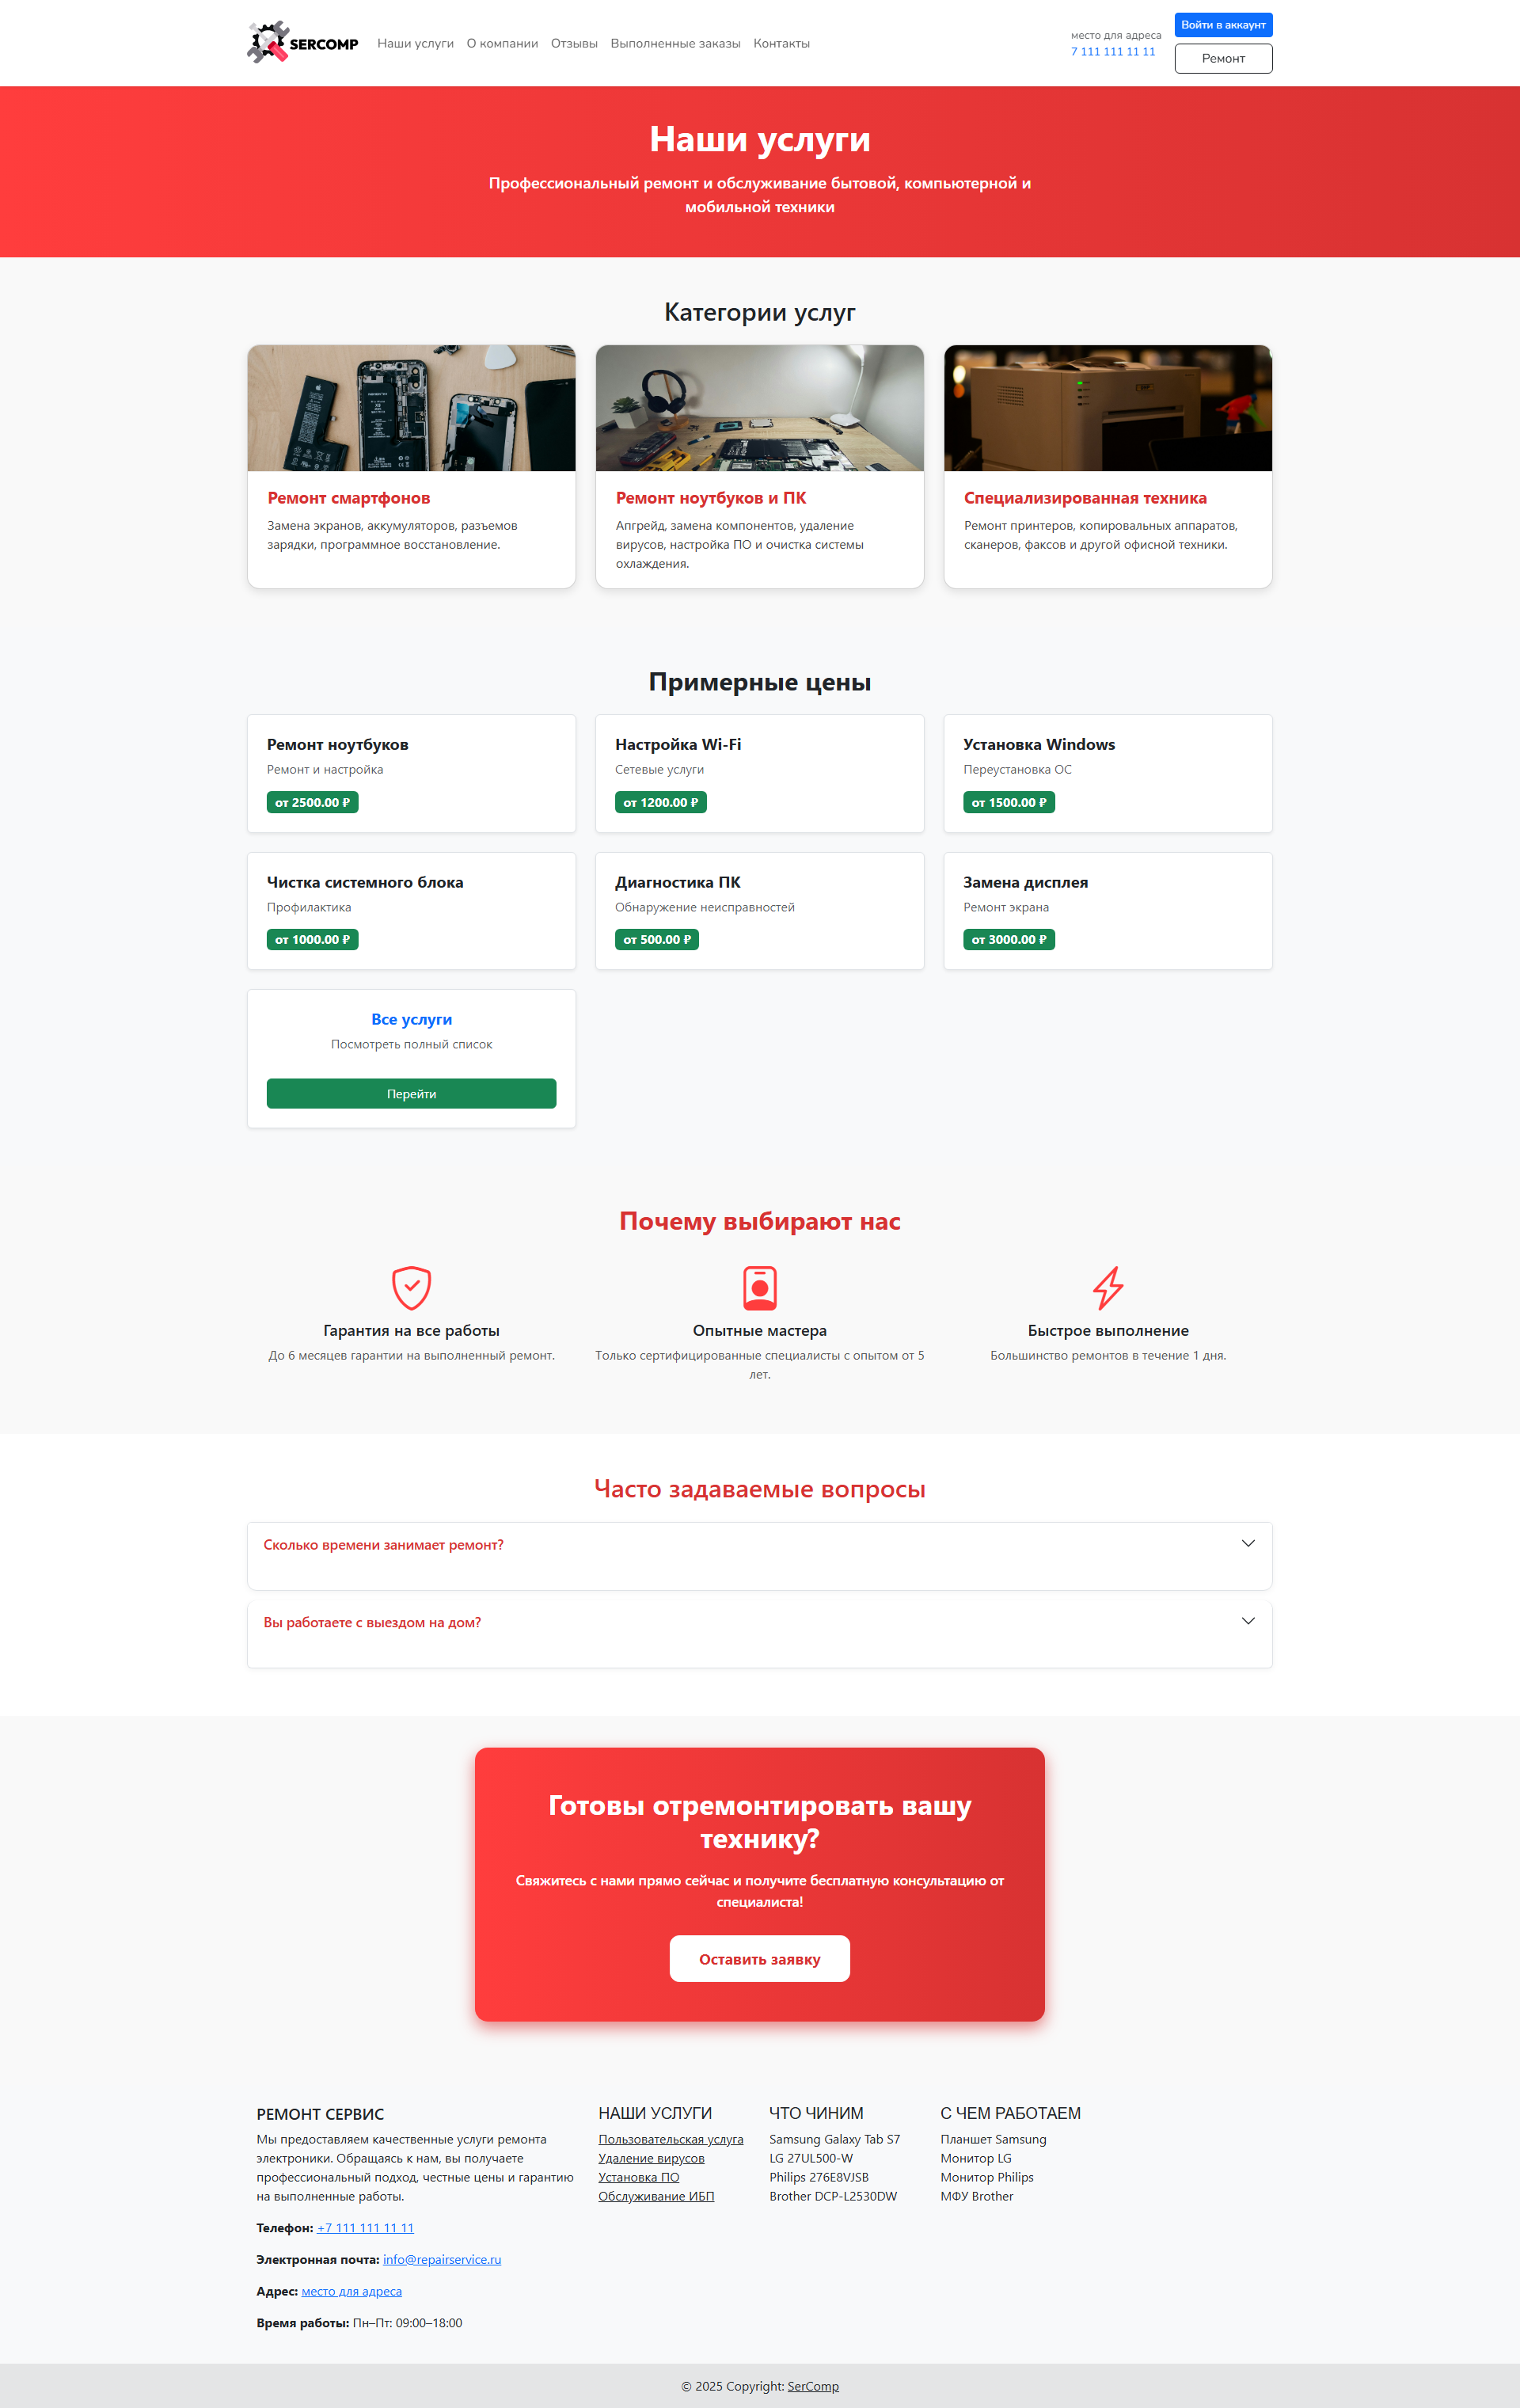 SERCOMP
Наши услуги
О компании
Отзывы
Выполненные заказы
Контакты
место для адреса
7 111 111 11 11
Войти в аккаунт
Ремонт
Наши услуги
Профессиональный ремонт и обслуживание бытовой, компьютерной и
мобильной техники
Категории услуг
Ремонт смартфонов
Замена экранов, аккумуляторов, разъемов
зарядки, программное восстановление.
Ремонт ноутбуков и ПК
Апгрейд, замена компонентов, удаление
вирусов, настройка ПО и очистка системы
охлаждения.
Специализированная техника
Ремонт принтеров, копировальных аппаратов,
сканеров, факсов и другой офисной техники.
Примерные цены
Ремонт ноутбуков
Ремонт и настройка
от 2500.00 ₽
Настройка Wi-Fi
Сетевые услуги
от 1200.00 ₽
Установка Windows
Переустановка ОС
от 1500.00 ₽
Чистка системного блока
Профилактика
от 1000.00 ₽
Диагностика ПК
Обнаружение неисправностей
от 500.00 ₽
Замена дисплея
Ремонт экрана
от 3000.00 ₽
Все услуги
Посмотреть полный список
Перейти
Почему выбирают нас
Гарантия на все работы
До 6 месяцев гарантии на выполненный ремонт.
Опытные мастера
Только сертифицированные специалисты с опытом от 5
лет.
Быстрое выполнение
Большинство ремонтов в течение 1 дня.
Часто задаваемые вопросы
Сколько времени занимает ремонт?
Вы работаете с выездом на дом?
Готовы отремонтировать вашу
технику?
Свяжитесь с нами прямо сейчас и получите бесплатную консультацию от
специалиста!
Оставить заявку
РЕМОНТ СЕРВИС
Мы предоставляем качественные услуги ремонта
электроники. Обращаясь к нам, вы получаете
профессиональный подход, честные цены и гарантию
на выполненные работы.
Телефон: +7 111 111 11 11
Электронная почта: info@repairservice.ru
Адрес: место для адреса
Время работы: Пн–Пт: 09:00–18:00
НАШИ УСЛУГИ
Пользовательская услуга
Удаление вирусов
Установка ПО
Обслуживание ИБП
ЧТО ЧИНИМ
Samsung Galaxy Tab S7
LG 27UL500-W
Philips 276E8VJSB
Brother DCP-L2530DW
С ЧЕМ РАБОТАЕМ
Планшет Samsung
Монитор LG
Монитор Philips
МФУ Brother
© 2025 Copyright: SerComp